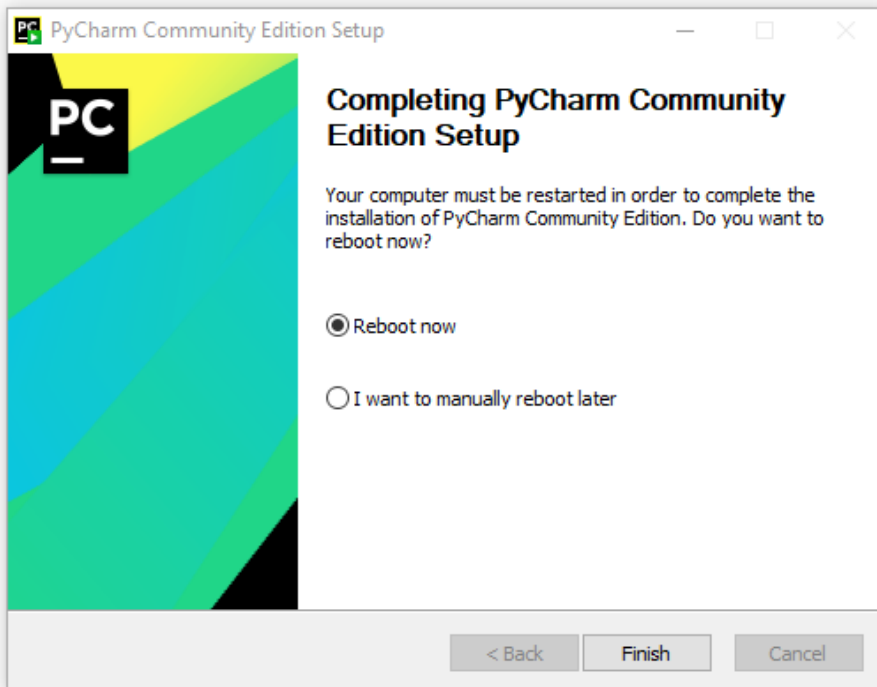 PyCharm Community Edition Setup
PC
Completing PyCharm Community
Edition Setup
Your computer must be restarted in order to complete the
installation of PyCharm Community Edition. Do you want to
reboot now?
Reboot now
I want to manually reboot later
< Back
Finish
Cancel